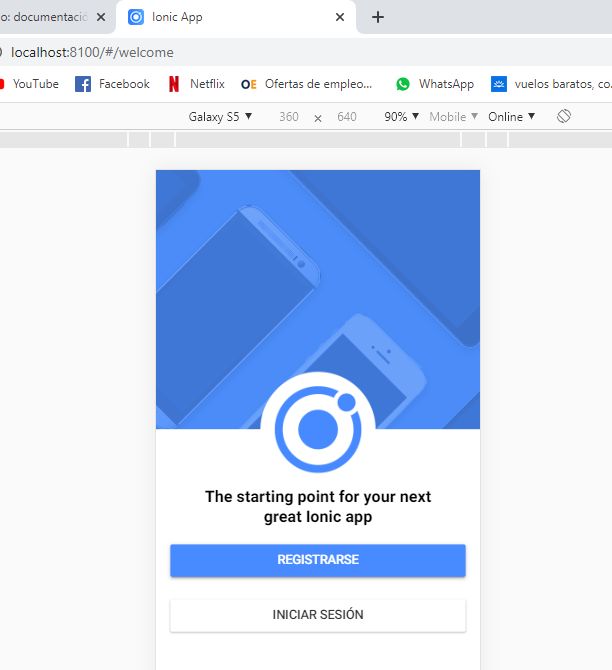 o: documentació
Ionic App
localhost:8100/#/welcome
YouTube
Facebook
Netflix
OE Ofertas de empleo...
WhatsApp
vuelos baratos, co.
Galaxy S5 ▼ 360 × 640 90% ▼ Mobile ▼ Online ▼
The starting point for your next
great Ionic app
REGISTRARSE
INICIAR SESIÓN